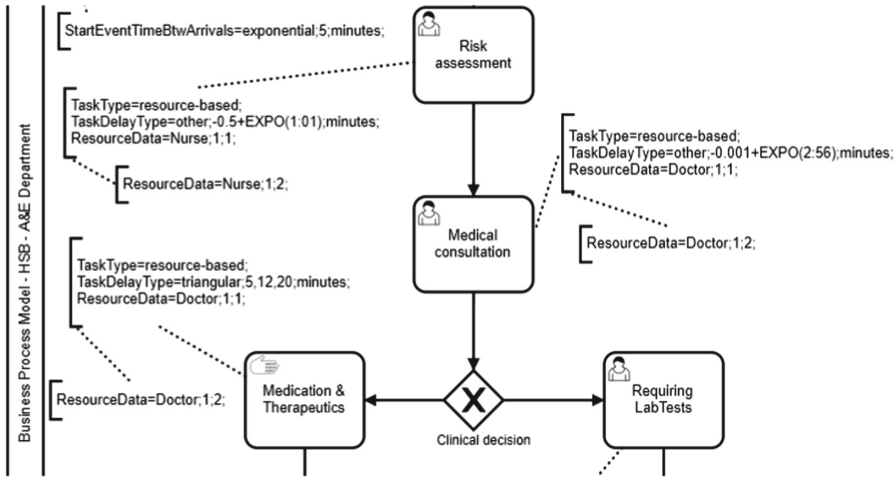 Business Process Model - HSB - A&E Department
StartEventTimeBtwArrivals=exponential;5;minutes;
Risk
assessment
TaskType=resource-based;
TaskDelayType=other;-0.5+EXPO(1:01);minutes;
ResourceData=Nurse;1;1;
ResourceData=Nurse;1;2;
TaskType=resource-based;
TaskDelayType=other;-0.001+EXPO(2:56);minutes;
ResourceData=Doctor;1;1;
ResourceData=Doctor;1;2;
Medical
consultation
TaskType=resource-based;
TaskDelayType=triangular;5,12,20;minutes;
ResourceData=Doctor;1;1;
ResourceData=Doctor;1;2;
Medication &
Therapeutics
X
Clinical decision
Requiring
LabTests